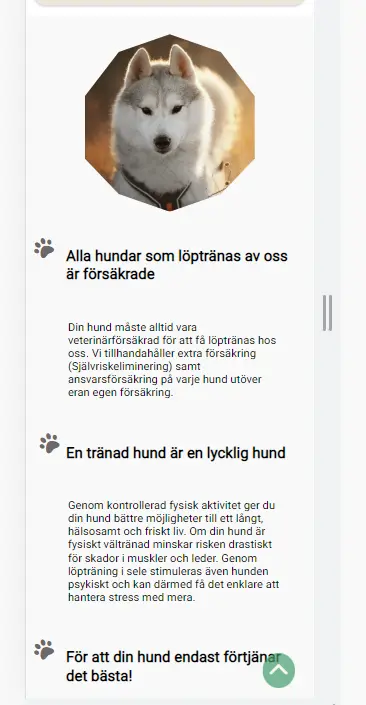 Alla hundar som löptränas av oss
är försäkrade
Din hund måste alltid vara
veterinärförsäkrad för att få löptränas hos
oss. Vi tillhandahåller extra försäkring
(Självriskeliminering) samt
ansvarsförsäkring på varje hund utöver
eran egen försäkring.
En tränad hund är en lycklig hund
Genom kontrollerad fysisk aktivitet ger du
din hund bättre möjligheter till ett långt,
hälsosamt och friskt liv. Om din hund är
fysiskt vältränad minskar risken drastiskt
för skador i muskler och leder. Genom
löpträning i sele stimuleras även hunden
psykiskt och kan därmed få det enklare att
hantera stress med mera.
För att din hund endast förtjänar
det bästa!